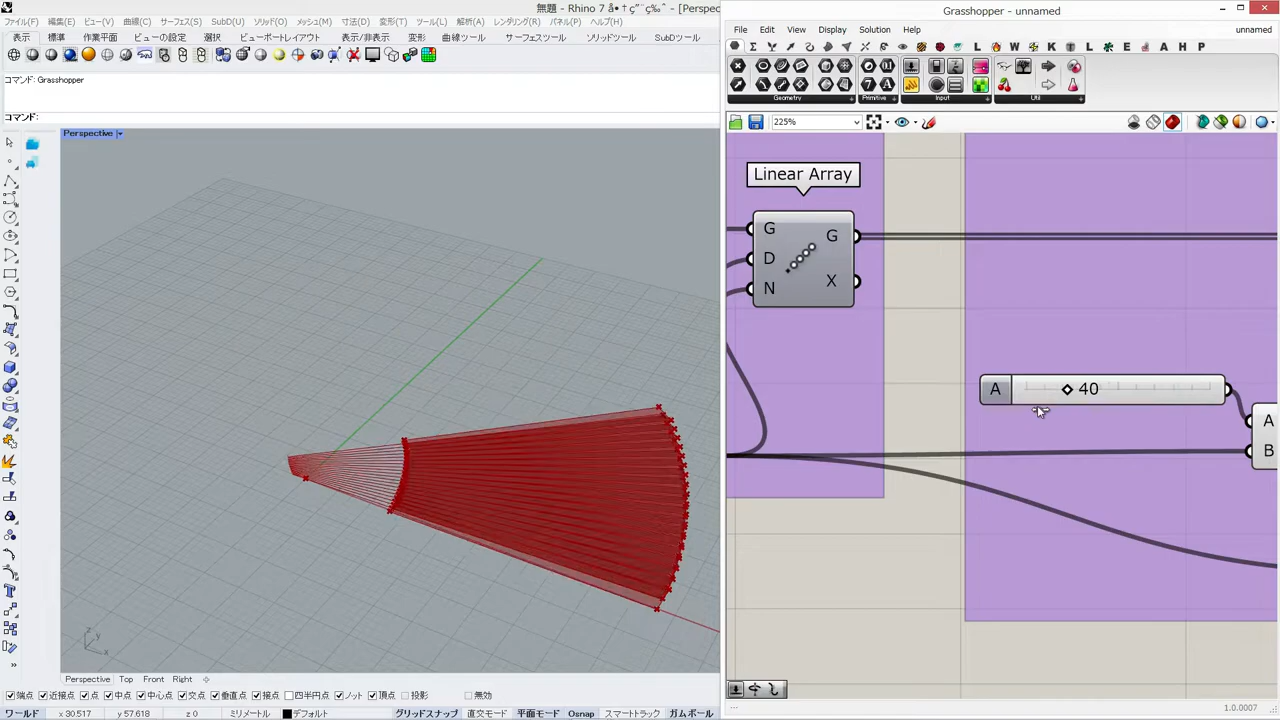 無題 - Rhino 7
- [Perspec
ファイル(F) 編集(E) ビュー(V) 曲線(C) サーフェス(S) SubD(U) ソリッド(O) メッシュ(M) 寸法(D) 変形(T) ツール(L) 解析(A) レンダリング(R) パネル(P) ヘルプ(H)
表示 標準 作業平面 ビューの設定 選択 ビューポートレイアウト 表示/非表示 変形 曲線ツール サーフェスツール ソリッドツール SubDツール
コマンド: Grasshopper
コマンド:
Perspective
z
y
x
Perspective Top Front Right
端点 近接点 点 中点 中心点 交点 垂直点 接点 四半円点 ノット 頂点 投影 無効
ワールド x 30.517 y 57.618 z 0 ミリメートル デフォルト グリッドスナップ 直交モード 平面モード Osnap スマートトラック ガムボール
Grasshopper - unnamed
File Edit View Display Solution Help unnamed
L W K T L E A H P
Geometry Primitive Input Util
225%
Linear Array
G
D
N
G
X
A 40
A
B
1.0.0007